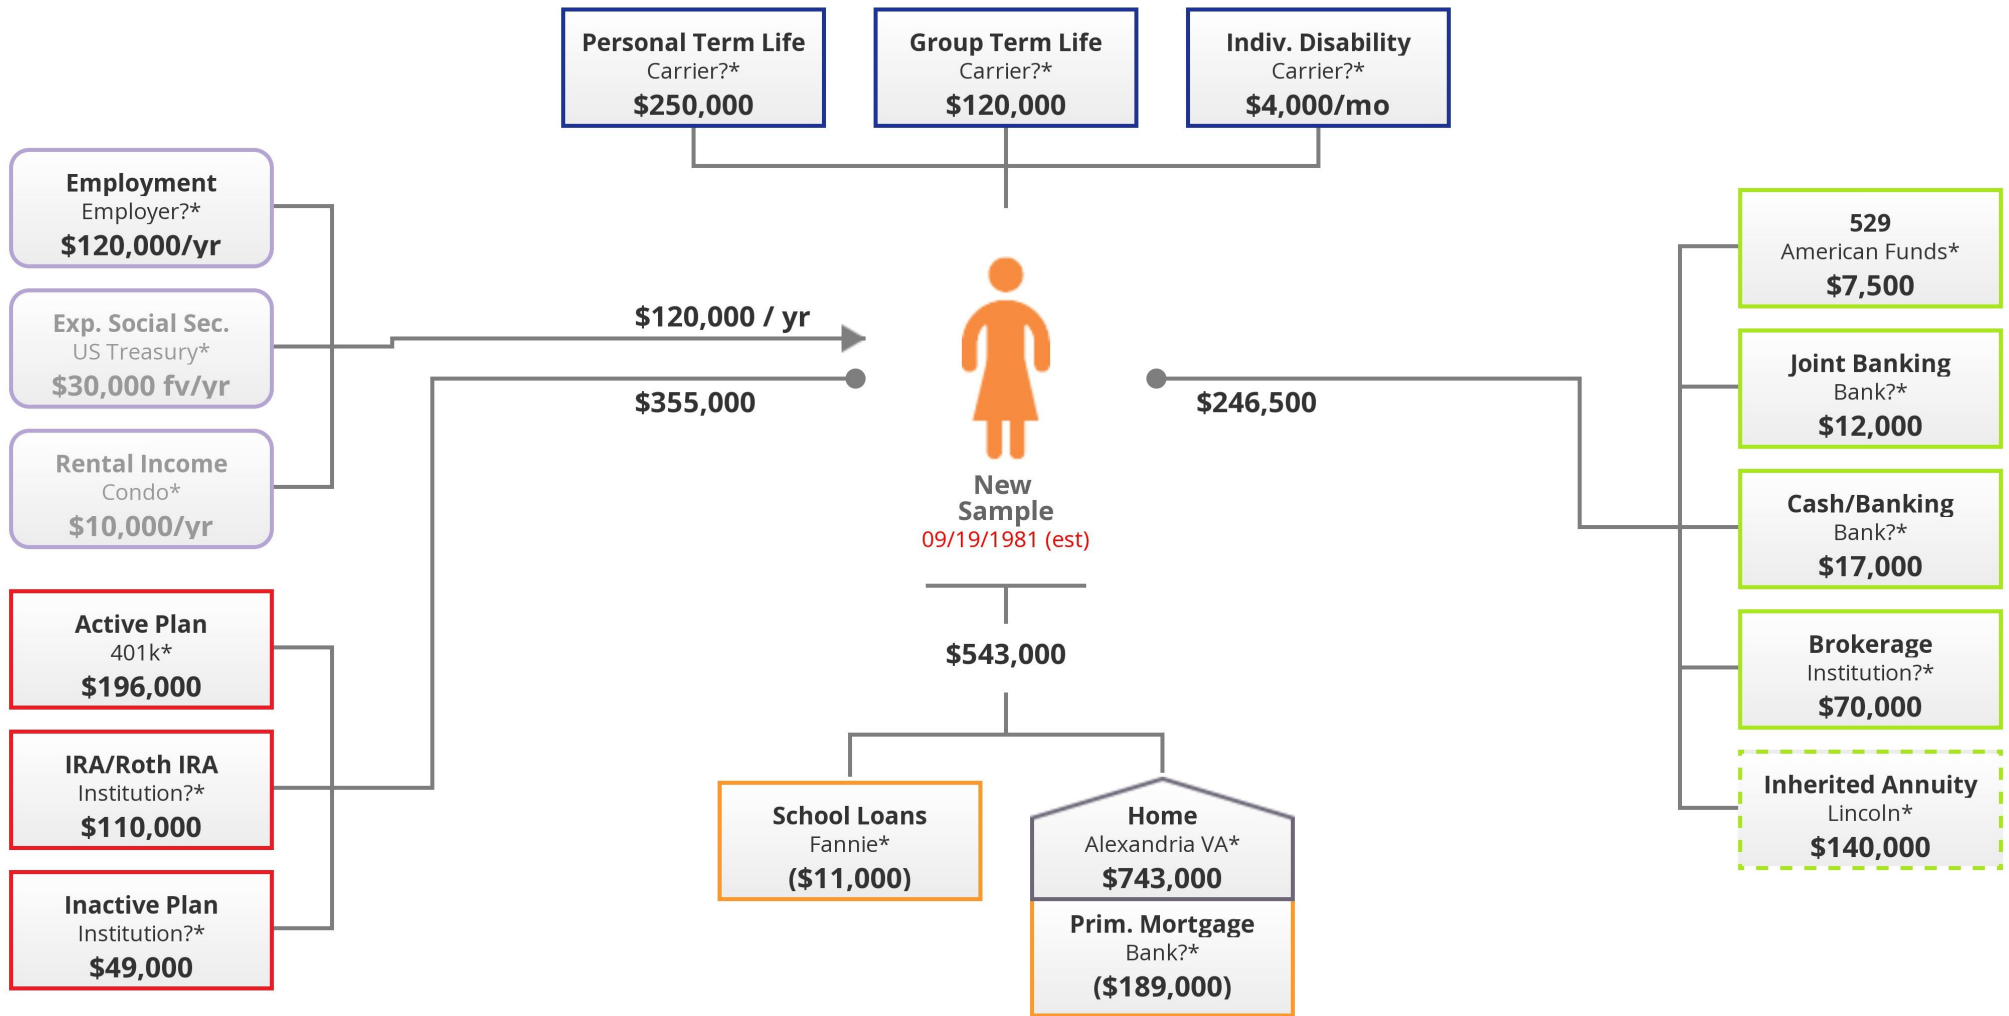 Personal Term Life
Carrier?*
$250,000
Group Term Life
Carrier?*
$120,000
Indiv. Disability
Carrier?*
$4,000/mo
Employment
Employer?*
$120,000/yr
Exp. Social Sec.
US Treasury*
$30,000 fv/yr
Rental Income
Condo*
$10,000/yr
Active Plan
401k*
$196,000
IRA/Roth IRA
Institution?*
$110,000
Inactive Plan
Institution?*
$49,000
$120,000 / yr
$355,000
New
Sample
09/19/1981 (est)
$543,000
School Loans
Fannie*
($11,000)
Home
Alexandria VA*
$743,000
Prim. Mortgage
Bank?*
($189,000)
$246,500
529
American Funds*
$7,500
Joint Banking
Bank?*
$12,000
Cash/Banking
Bank?*
$17,000
Brokerage
Institution?*
$70,000
Inherited Annuity
Lincoln*
$140,000